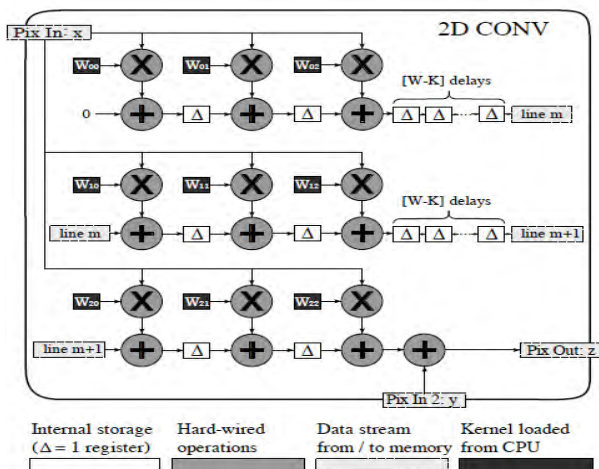 2D CONV
Pix In: x
W00 X W01 X W02 X
[W-K] delays
0 + Δ + Δ + Δ Δ Δ line m
W10 X W11 X W12 X
[W-K] delays
line m + Δ + Δ + Δ Δ Δ line m+1
W20 X W21 X W22 X
line m+1 + Δ + Δ + + Pix Out: z
Pix In 2: y
Internal storage
(Δ = 1 register)
Hard-wired
operations
Data stream
from / to memory
Kernel loaded
from CPU